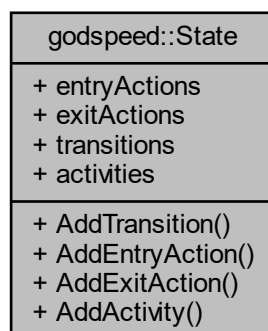 godspeed::State
+ entryActions
+ exitActions
+ transitions
+ activities
+ AddTransition()
+ AddEntryAction()
+ AddExitAction()
+ AddActivity()